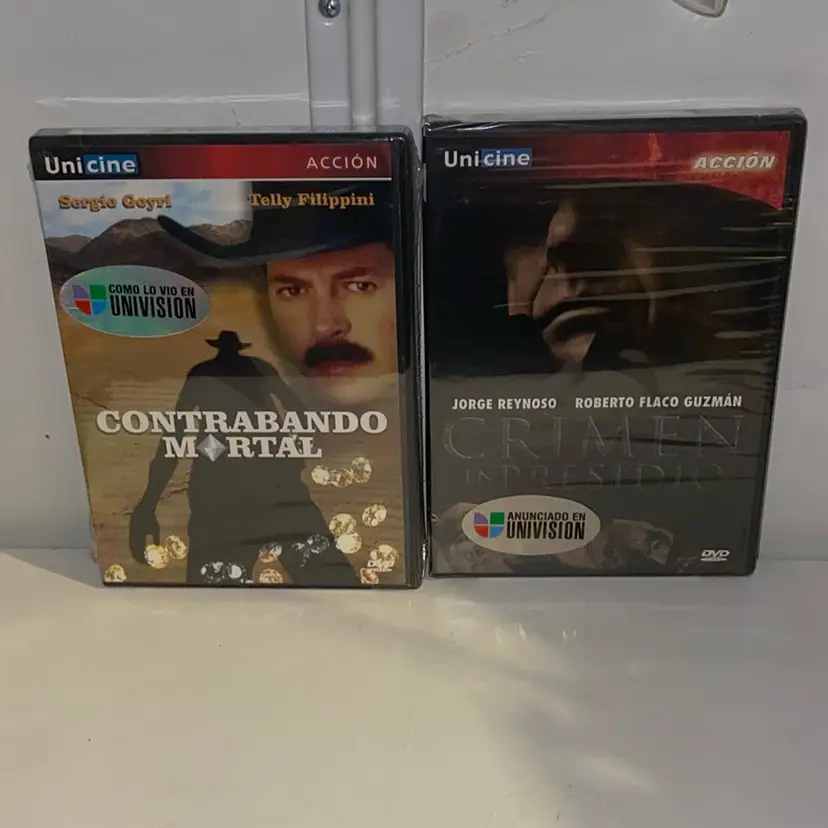 Unicine ACCIÓN
Sergio Goyri Telly Filippini
COMO LO VIO EN
UNIVISION
CONTRABANDO
MORTAL
DVD
Unicine ACCIÓN
JORGE REYNOSO ROBERTO FLACO GUZMÁN
CRIMEN
EN PRESIDIO
ANUNCIADO EN
UNIVISION
DVD